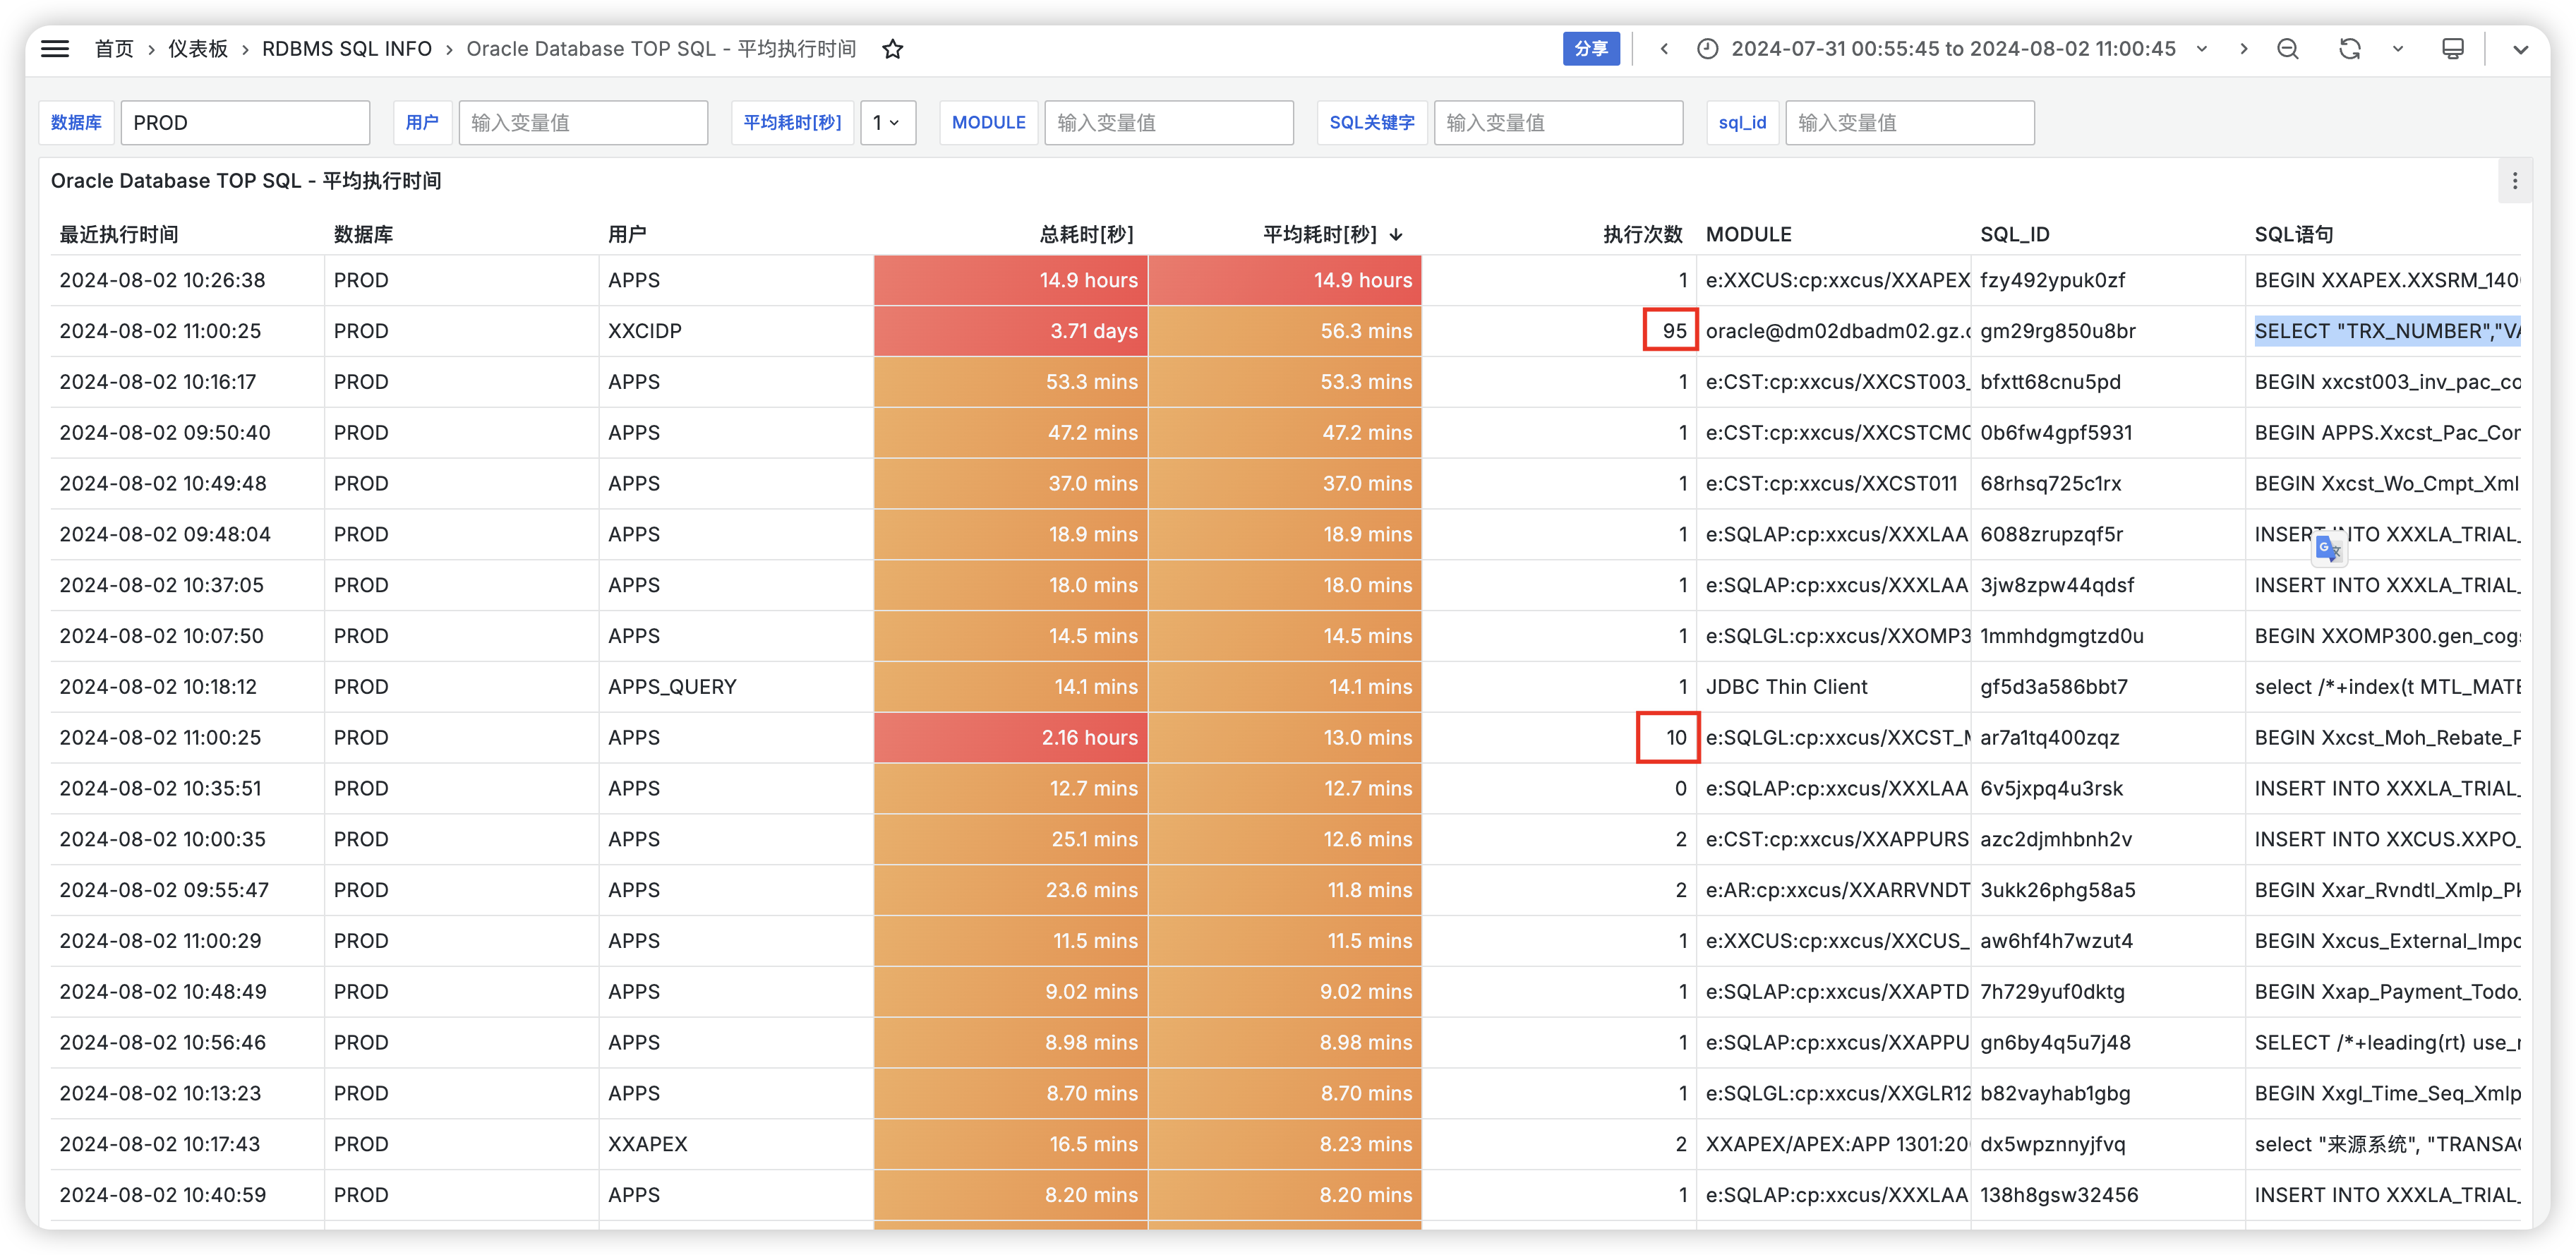 首页 › 仪表板 › RDBMS SQL INFO › Oracle Database TOP SQL - 平均执行时间 分享 2024-07-31 00:55:45 to 2024-08-02 11:00:45
数据库 PROD 用户 输入变量值 平均耗时[秒] 1 MODULE 输入变量值 SQL关键字 输入变量值 sql_id 输入变量值
Oracle Database TOP SQL - 平均执行时间
最近执行时间 数据库 用户 总耗时[秒] 平均耗时[秒] ↓ 执行次数 MODULE SQL_ID SQL语句
2024-08-02 10:26:38 PROD APPS 14.9 hours 14.9 hours 1 e:XXCUS:cp:xxcus/XXAPEX fzy492ypuk0zf BEGIN XXAPEX.XXSRM_140
2024-08-02 11:00:25 PROD XXCIDP 3.71 days 56.3 mins 95 oracle@dm02dbadm02.gz.c gm29rg850u8br SELECT "TRX_NUMBER","VA
2024-08-02 10:16:17 PROD APPS 53.3 mins 53.3 mins 1 e:CST:cp:xxcus/XXCST003_ bfxtt68cnu5pd BEGIN xxcst003_inv_pac_co
2024-08-02 09:50:40 PROD APPS 47.2 mins 47.2 mins 1 e:CST:cp:xxcus/XXCSTCMC 0b6fw4gpf5931 BEGIN APPS.Xxcst_Pac_Cor
2024-08-02 10:49:48 PROD APPS 37.0 mins 37.0 mins 1 e:CST:cp:xxcus/XXCST011 68rhsq725c1rx BEGIN Xxcst_Wo_Cmpt_Xml
2024-08-02 09:48:04 PROD APPS 18.9 mins 18.9 mins 1 e:SQLAP:cp:xxcus/XXXLAA 6088zrupzqf5r INSERT INTO XXXLA_TRIAL_
2024-08-02 10:37:05 PROD APPS 18.0 mins 18.0 mins 1 e:SQLAP:cp:xxcus/XXXLAA 3jw8zpw44qdsf INSERT INTO XXXLA_TRIAL_
2024-08-02 10:07:50 PROD APPS 14.5 mins 14.5 mins 1 e:SQLGL:cp:xxcus/XXOMP3 1mmhdgmgtzd0u BEGIN XXOMP300.gen_cog
2024-08-02 10:18:12 PROD APPS_QUERY 14.1 mins 14.1 mins 1 JDBC Thin Client gf5d3a586bbt7 select /*+index(t MTL_MATE
2024-08-02 11:00:25 PROD APPS 2.16 hours 13.0 mins 10 e:SQLGL:cp:xxcus/XXCST_M ar7a1tq400zqz BEGIN Xxcst_Moh_Rebate_P
2024-08-02 10:35:51 PROD APPS 12.7 mins 12.7 mins 0 e:SQLAP:cp:xxcus/XXXLAA 6v5jxpq4u3rsk INSERT INTO XXXLA_TRIAL_
2024-08-02 10:00:35 PROD APPS 25.1 mins 12.6 mins 2 e:CST:cp:xxcus/XXAPPURS azc2djmhbnh2v INSERT INTO XXCUS.XXPO_
2024-08-02 09:55:47 PROD APPS 23.6 mins 11.8 mins 2 e:AR:cp:xxcus/XXARRVNDT 3ukk26phg58a5 BEGIN Xxar_Rvndtl_Xmlp_Pk
2024-08-02 11:00:29 PROD APPS 11.5 mins 11.5 mins 1 e:XXCUS:cp:xxcus/XXCUS_ aw6hf4h7wzut4 BEGIN Xxcus_External_Impo
2024-08-02 10:48:49 PROD APPS 9.02 mins 9.02 mins 1 e:SQLAP:cp:xxcus/XXAPTD 7h729yuf0dktg BEGIN Xxap_Payment_Todo_
2024-08-02 10:56:46 PROD APPS 8.98 mins 8.98 mins 1 e:SQLAP:cp:xxcus/XXAPPU gn6by4q5u7j48 SELECT /*+leading(rt) use_n
2024-08-02 10:13:23 PROD APPS 8.70 mins 8.70 mins 1 e:SQLGL:cp:xxcus/XXGLR12 b82vayhab1gbg BEGIN Xxgl_Time_Seq_Xmlp
2024-08-02 10:17:43 PROD XXAPEX 16.5 mins 8.23 mins 2 XXAPEX/APEX:APP 1301:20 dx5wpznnyjfvq select "来源系统", "TRANSAC
2024-08-02 10:40:59 PROD APPS 8.20 mins 8.20 mins 1 e:SQLAP:cp:xxcus/XXXLAA 138h8gsw32456 INSERT INTO XXXLA_TRIAL_